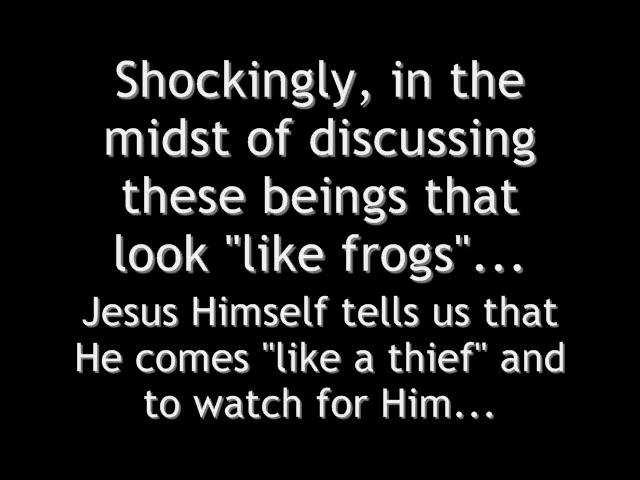 Shockingly, in the
midst of discussing
these beings that
look "like frogs"...
Jesus Himself tells us that
He comes "like a thief" and
to watch for Him...